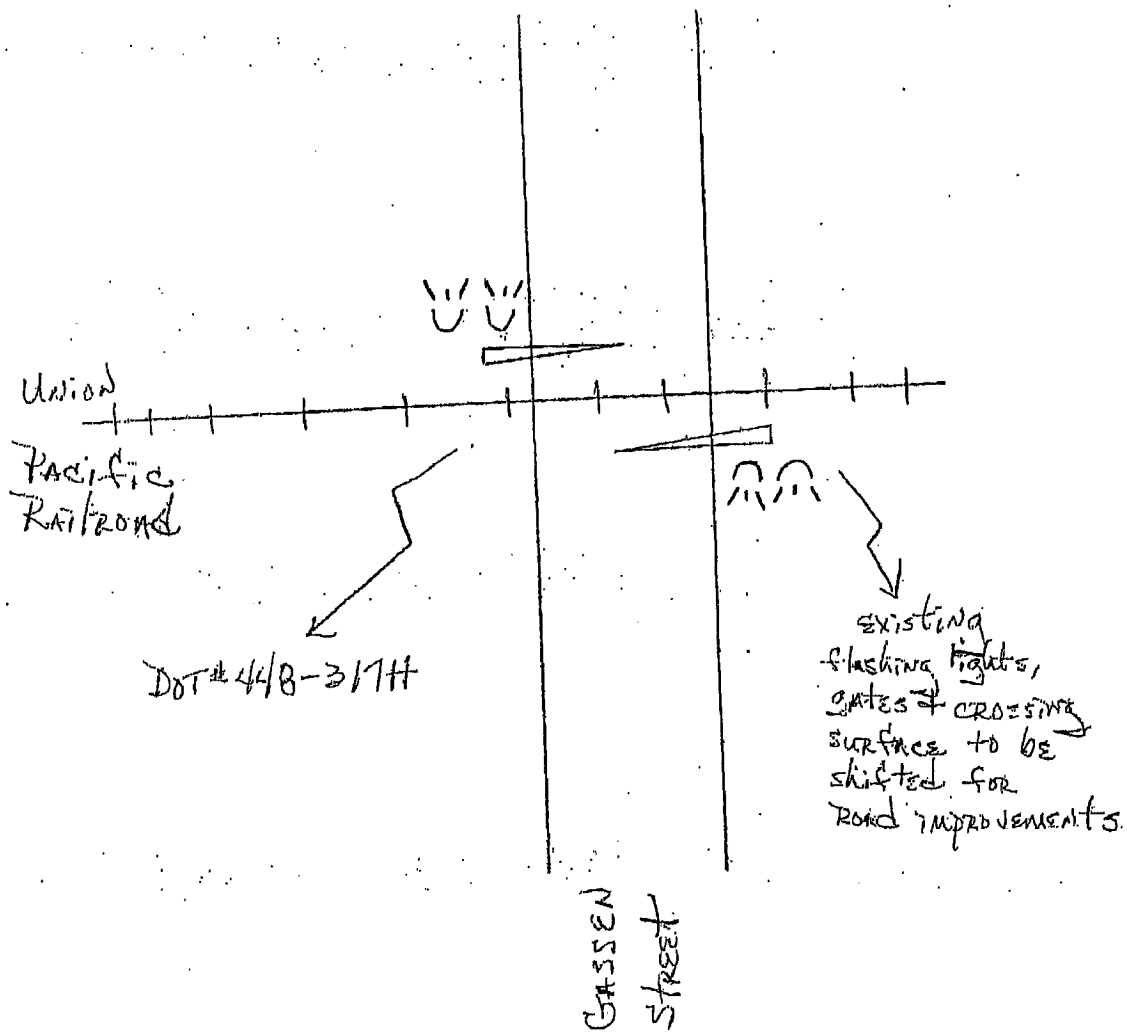 Union
Pacific
Railroad
DOT# 448-317H
Existing
flashing lights,
gates & crossing
surface to be
shifted for
road improvements.
Gassen
Street